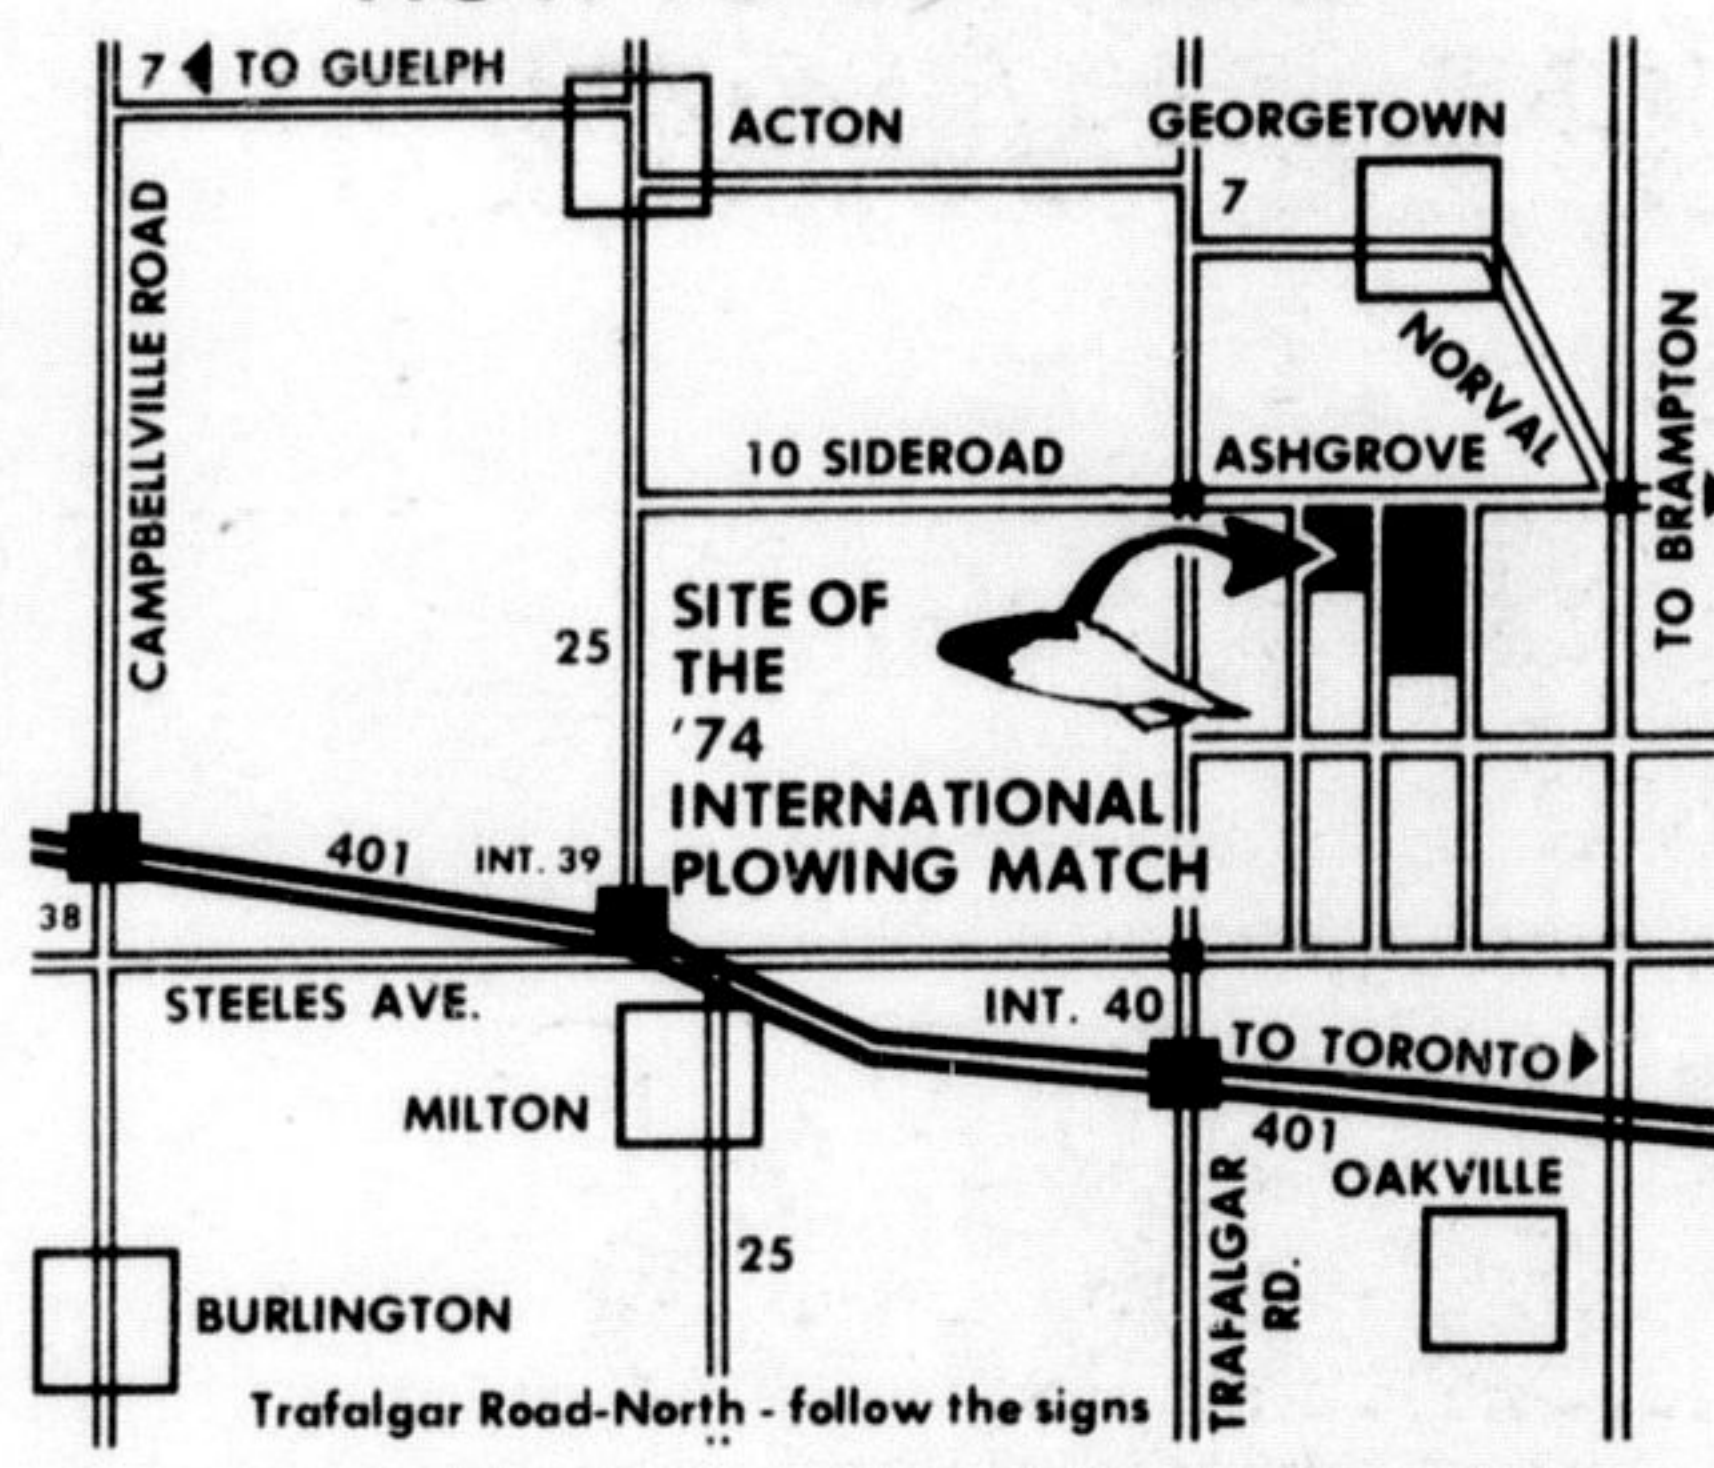 7 TO GUELPH
ACTON
GEORGETOWN
7
CAMPBELLVILLE ROAD
NORVAL
TO BRAMPTON
10 SIDEROAD
ASHGROVE
25
SITE OF
THE
'74
INTERNATIONAL
PLOWING MATCH
401
INT. 39
38
STEELES AVE.
INT. 40
TO TORONTO
401
MILTON
OAKVILLE
TRAFALGAR
RD.
25
BURLINGTON
Trafalgar Road-North - follow the signs